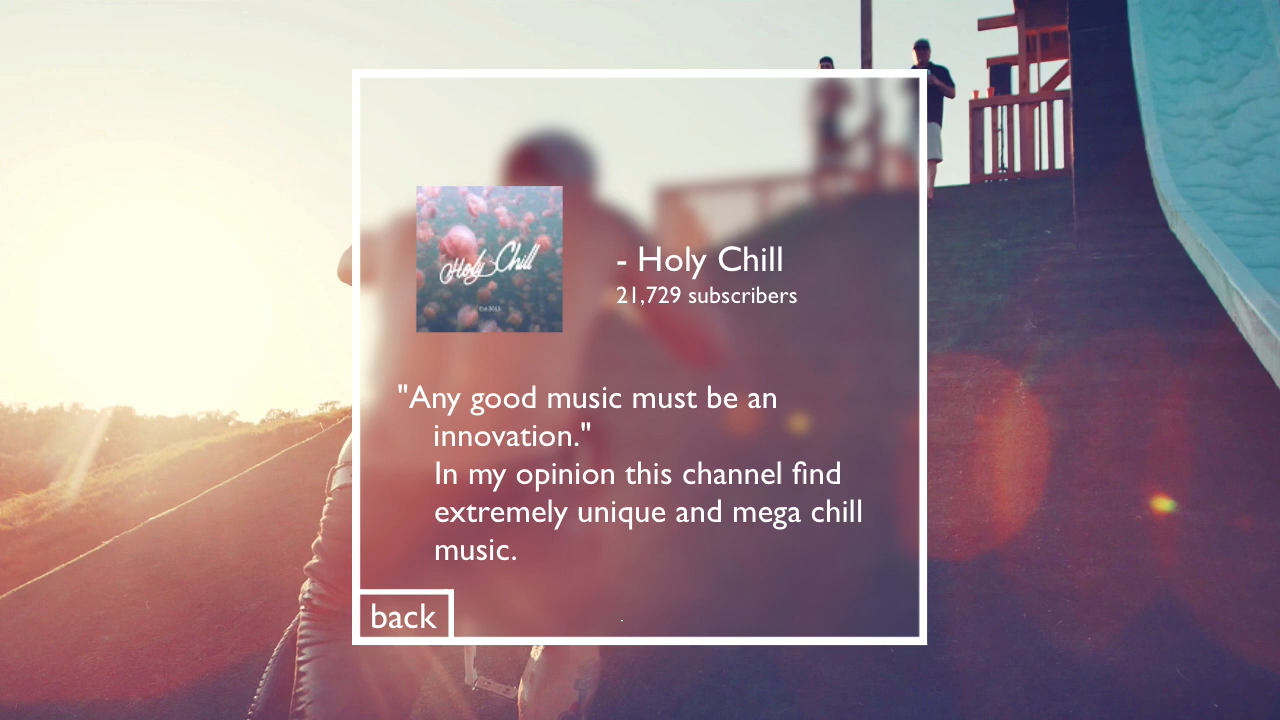 Holy Chill
- Holy Chill
21,729 subscribers
"Any good music must be an
innovation."
In my opinion this channel find
extremely unique and mega chill
music.
back
.